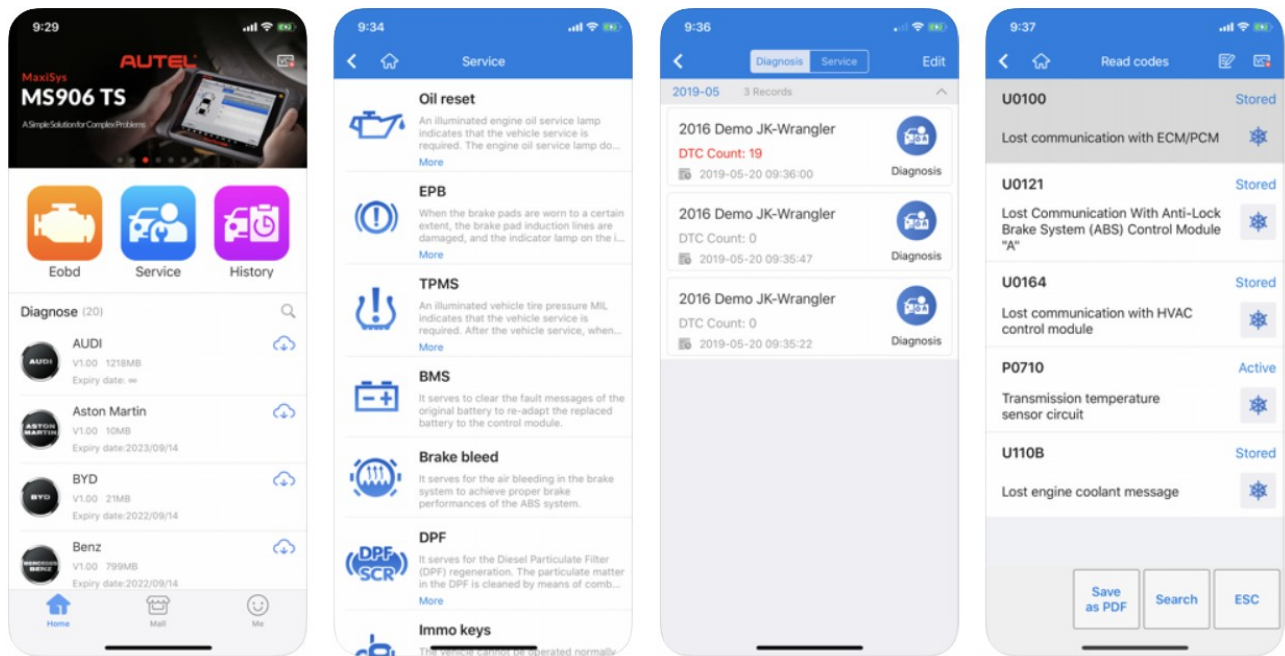 9:29
AUTEL
MaxiSys
MS906 TS
A Simple Solution for Complex Problems
Eobd
Service
History
Diagnose (20)
AUDI
AUDI
V1.00 1218MB
Expiry date: ∞
ASTON
MARTIN
Aston Martin
V1.00 10MB
Expiry date:2023/09/14
BYD
BYD
V1.00 21MB
Expiry date:2022/09/14
MERCEDES
BENZ
Benz
V1.00 799MB
Expiry date:2022/09/14
Home
Mall
Me
9:34
Service
Oil reset
An illuminated engine oil service lamp
indicates that the vehicle service is
required. The engine oil service lamp do...
More
EPB
When the brake pads are worn to a certain
extent, the brake pad induction lines are
damaged, and the indicator lamp on the i...
More
TPMS
An illuminated vehicle tire pressure MIL
indicates that the vehicle service is
required. After the vehicle service, when...
More
BMS
It serves to clear the fault messages of the
original battery to re-adapt the replaced
battery to the control module.
Brake bleed
It serves for the air bleeding in the brake
system to achieve proper brake
performances of the ABS system.
DPF
SCR
DPF
It serves for the Diesel Particulate Filter
(DPF) regeneration. The particulate matter
in the DPF is cleaned by means of comb...
More
Immo keys
The vehicle cannot be operated normally
9:36
Diagnosis
Service
Edit
2019-05 3 Records
2016 Demo JK-Wrangler
DTC Count: 19
2019-05-20 09:36:00
Diagnosis
2016 Demo JK-Wrangler
DTC Count: 0
2019-05-20 09:35:47
Diagnosis
2016 Demo JK-Wrangler
DTC Count: 0
2019-05-20 09:35:22
Diagnosis
9:37
Read codes
U0100 Stored
Lost communication with ECM/PCM
U0121 Stored
Lost Communication With Anti-Lock
Brake System (ABS) Control Module
"A"
U0164 Stored
Lost communication with HVAC
control module
P0710 Active
Transmission temperature
sensor circuit
U110B Stored
Lost engine coolant message
Save
as PDF
Search
ESC